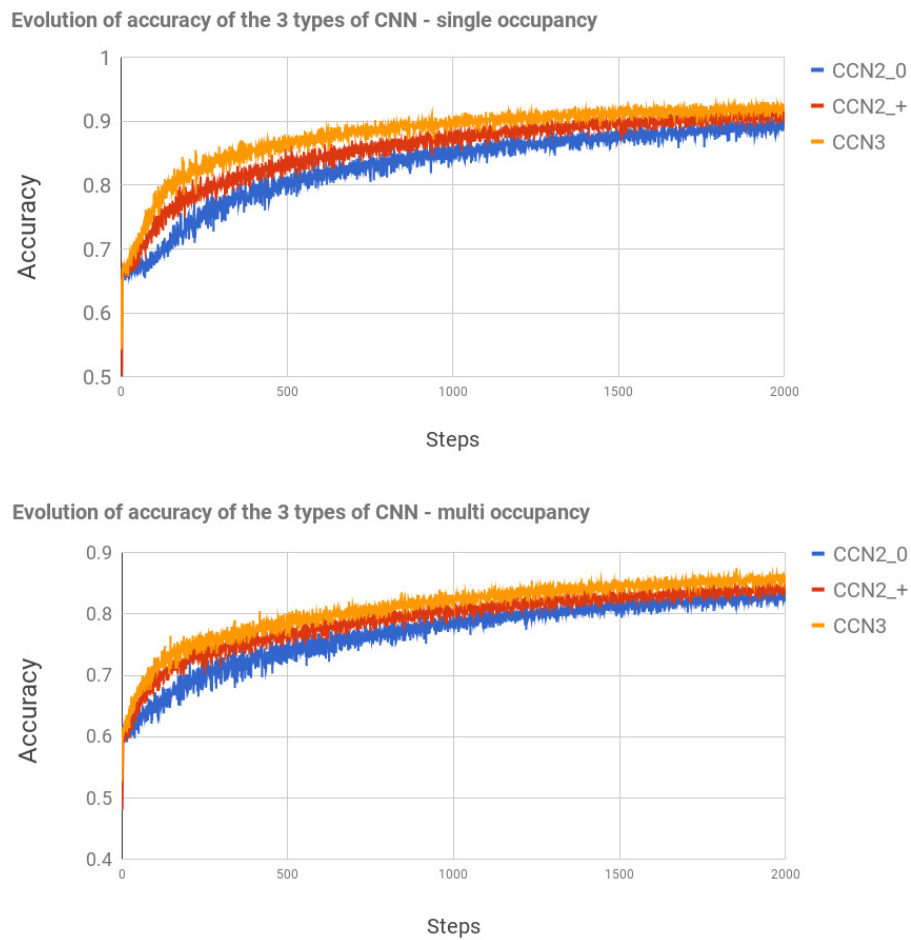 Evolution of accuracy of the 3 types of CNN - single occupancy
1
0.9
0.8
0.7
0.6
0.5
Accuracy
0
500
1000
1500
2000
Steps
CCN2_0
CCN2_+
CCN3
Evolution of accuracy of the 3 types of CNN - multi occupancy
0.9
0.8
0.7
0.6
0.5
0.4
Accuracy
0
500
1000
1500
2000
Steps
CCN2_0
CCN2_+
CCN3